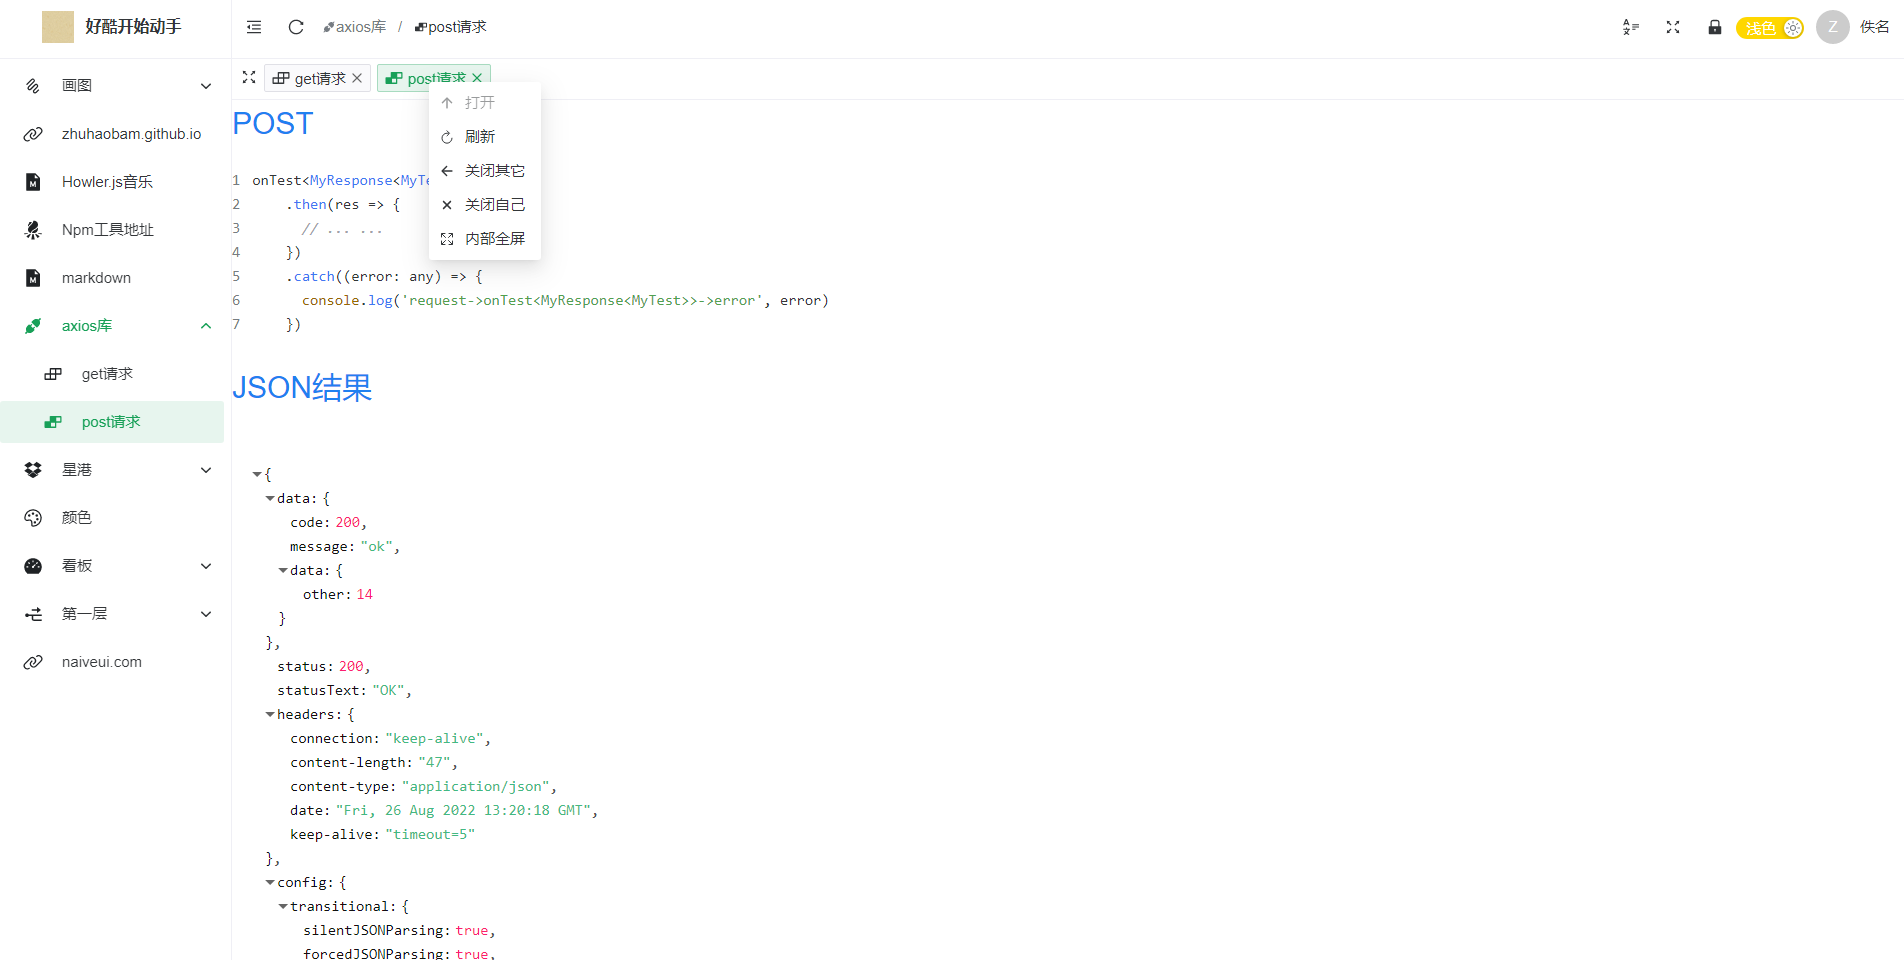 好酷开始动手
axios库 / post请求
浅色
Z
佚名
画图
zhuhaobam.github.io
Howler.js音乐
Npm工具地址
markdown
axios库
get请求
post请求
星港
颜色
看板
第一层
naiveui.com
get请求
post请求
打开
刷新
关闭其它
关闭自己
内部全屏
POST
1 onTest<MyResponse<MyTe
2 .then(res => {
3 // ... ...
4 })
5 .catch((error: any) => {
6 console.log('request->onTest<MyResponse<MyTest>>->error', error)
7 })
JSON结果
{
data: {
code: 200,
message: "ok",
data: {
other: 14
}
},
status: 200,
statusText: "OK",
headers: {
connection: "keep-alive",
content-length: "47",
content-type: "application/json",
date: "Fri, 26 Aug 2022 13:20:18 GMT",
keep-alive: "timeout=5"
},
config: {
transitional: {
silentJSONParsing: true,
forcedJSONParsing: true,